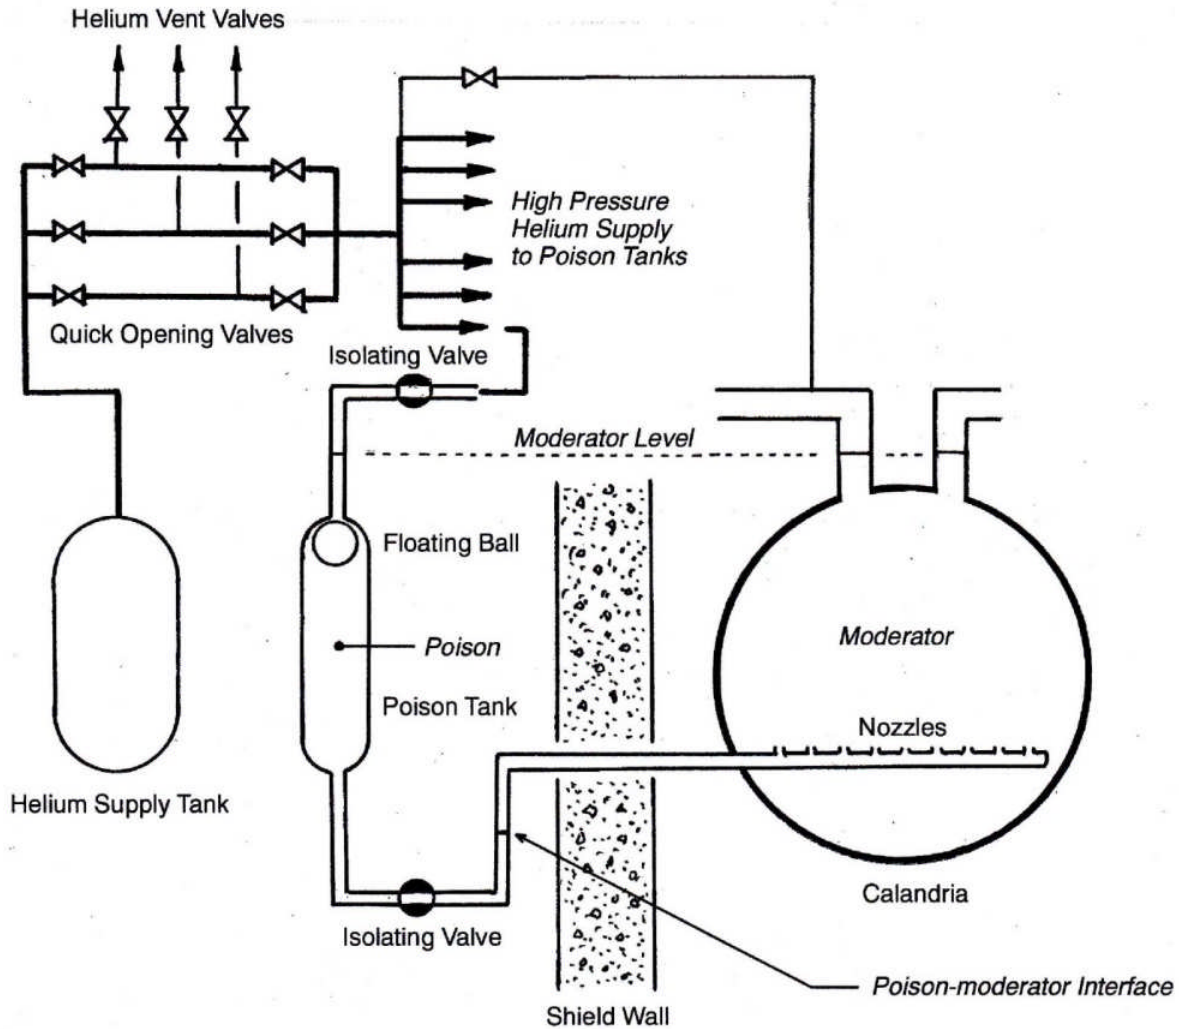 Helium Vent Valves
High Pressure
Helium Supply
to Poison Tanks
Quick Opening Valves
Isolating Valve
Moderator Level
Floating Ball
Poison
Moderator
Poison Tank
Nozzles
Helium Supply Tank
Calandria
Isolating Valve
Poison-moderator Interface
Shield Wall